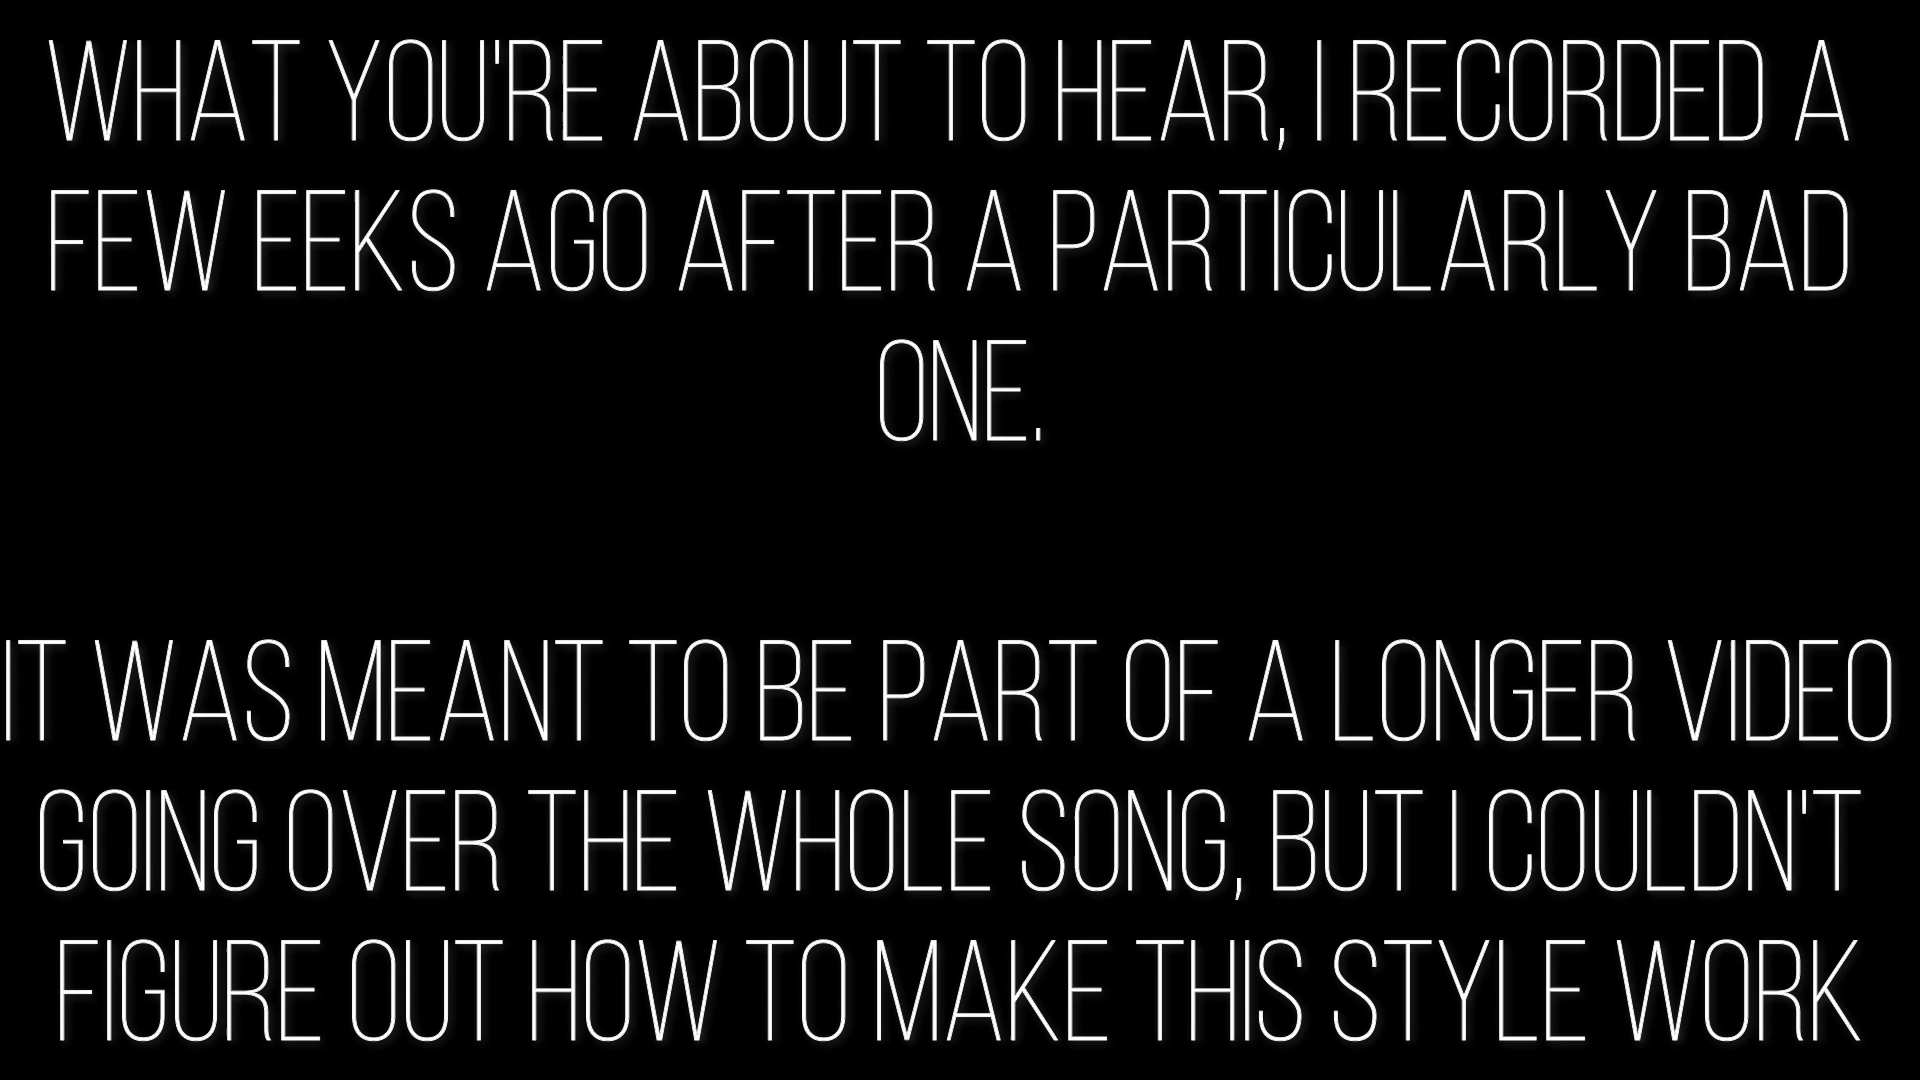 WHAT YOU'RE ABOUT TO HEAR, I RECORDED A
FEW EEKS AGO AFTER A PARTICULARLY BAD
ONE.
IT WAS MEANT TO BE PART OF A LONGER VIDEO
GOING OVER THE WHOLE SONG, BUT I COULDN'T
FIGURE OUT HOW TO MAKE THIS STYLE WORK